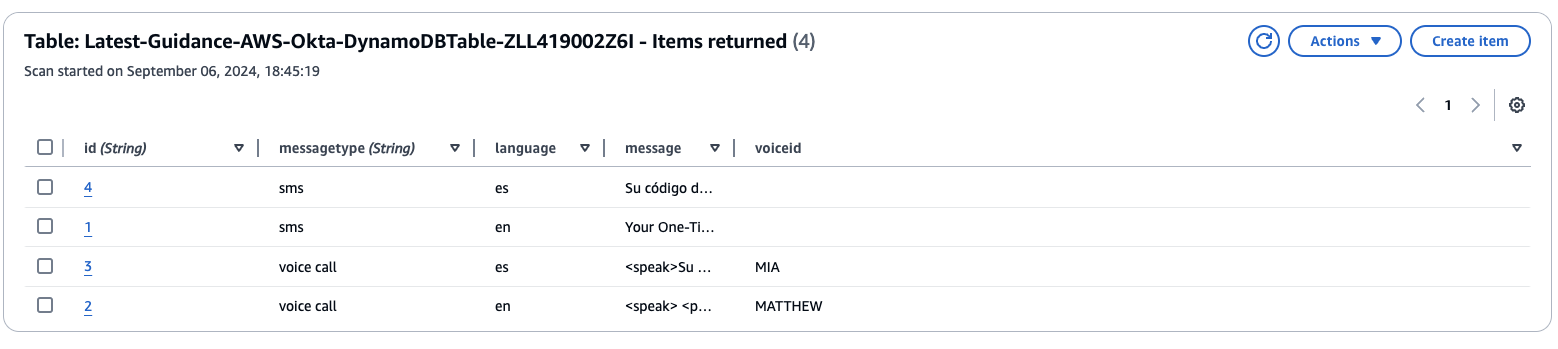 Table: Latest-Guidance-AWS-Okta-DynamoDBTable-ZLL419002Z6I - Items returned (4)
Actions
Create item
Scan started on September 06, 2024, 18:45:19
1
id (String) messagetype (String) language message voiceid
4 sms es Su código d...
1 sms en Your One-Ti...
3 voice call es <speak>Su ... MIA
2 voice call en <speak> <p... MATTHEW